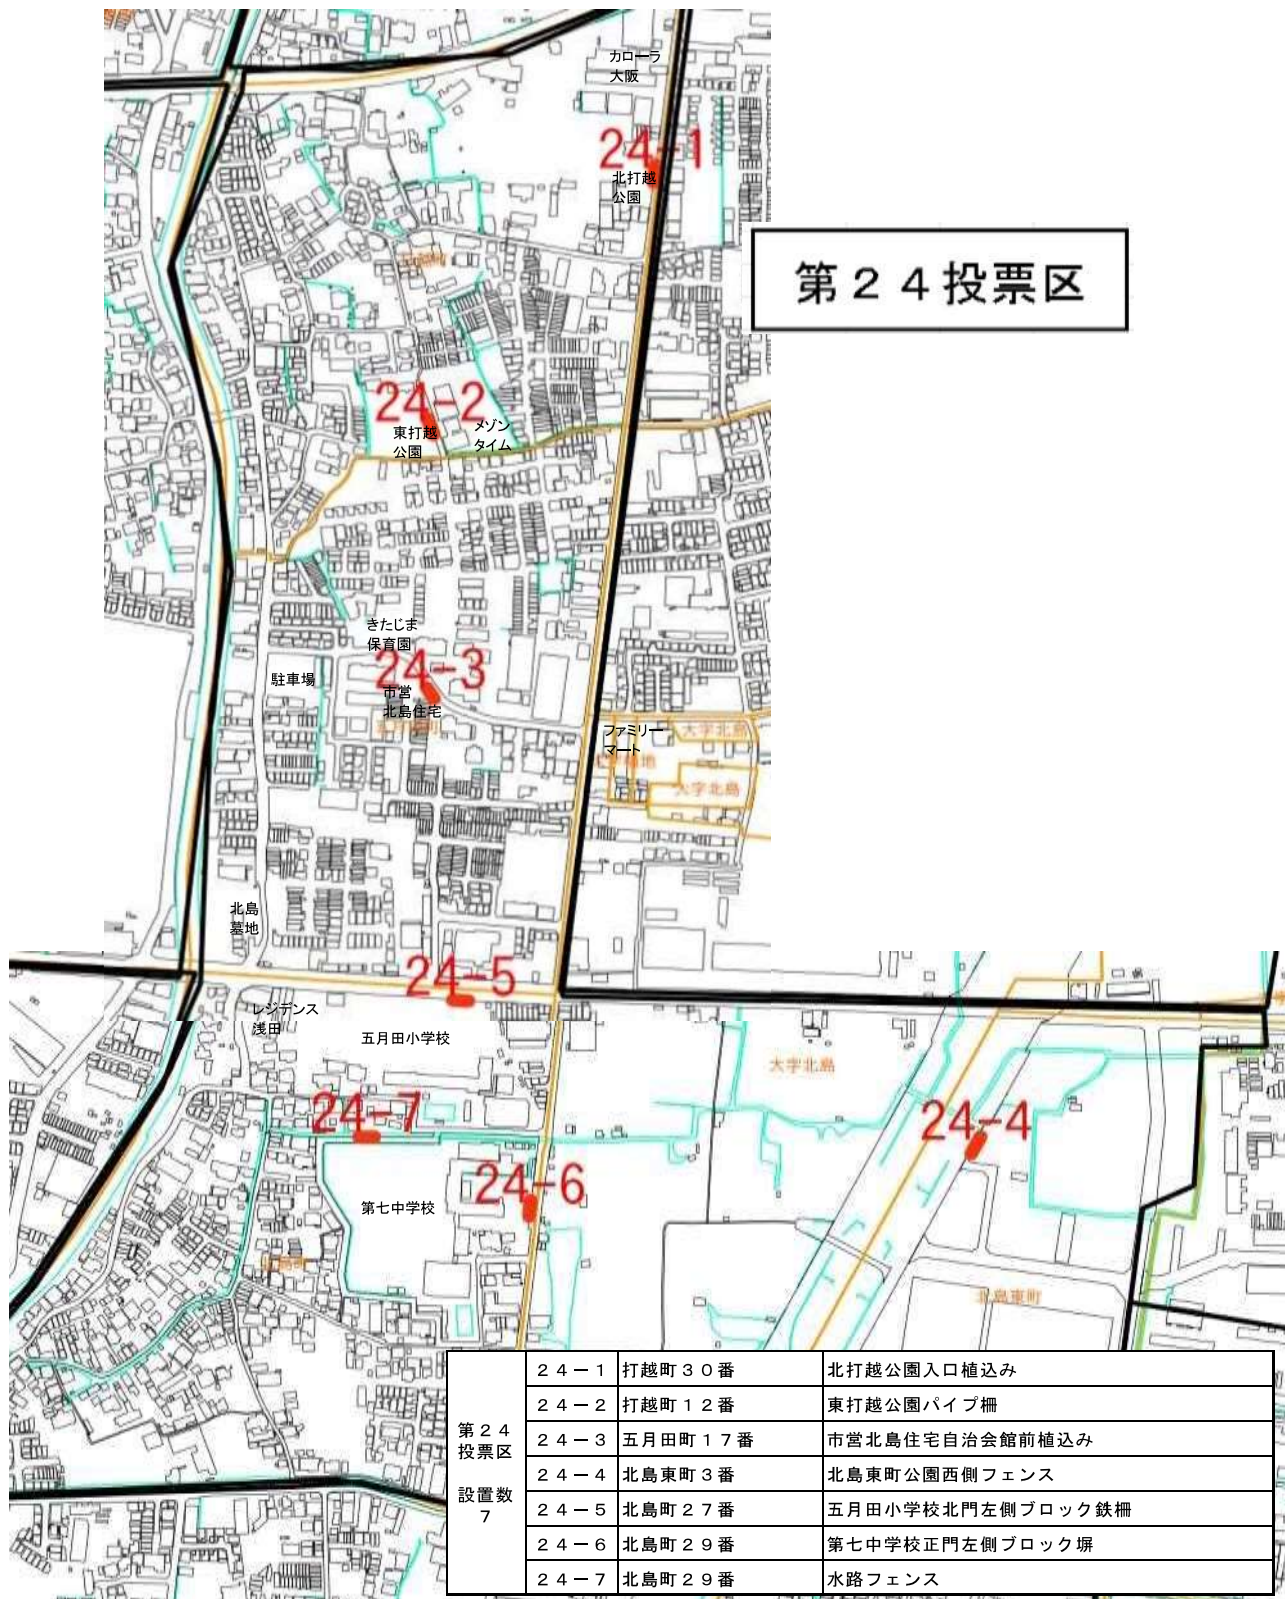 カローラ
大阪
24-1
北打越
公園
第２４投票区
24-2
東打越
公園
メゾン
タイム
きたじま
保育園
24-3
駐車場
市営
北島住宅
ファミリー
マート
大字北島
大字北島
北島
墓地
24-5
レジデンス
浅田
五月田小学校
大字北島
24-7
24-4
24-6
第七中学校
北島東町
第２４
投票区
設置数
７
２４－１ 打越町３０番 北打越公園入口植込み
２４－２ 打越町１２番 東打越公園パイプ柵
２４－３ 五月田町１７番 市営北島住宅自治会館前植込み
２４－４ 北島東町３番 北島東町公園西側フェンス
２４－５ 北島町２７番 五月田小学校北門左側ブロック鉄柵
２４－６ 北島町２９番 第七中学校正門左側ブロック塀
２４－７ 北島町２９番 水路フェンス